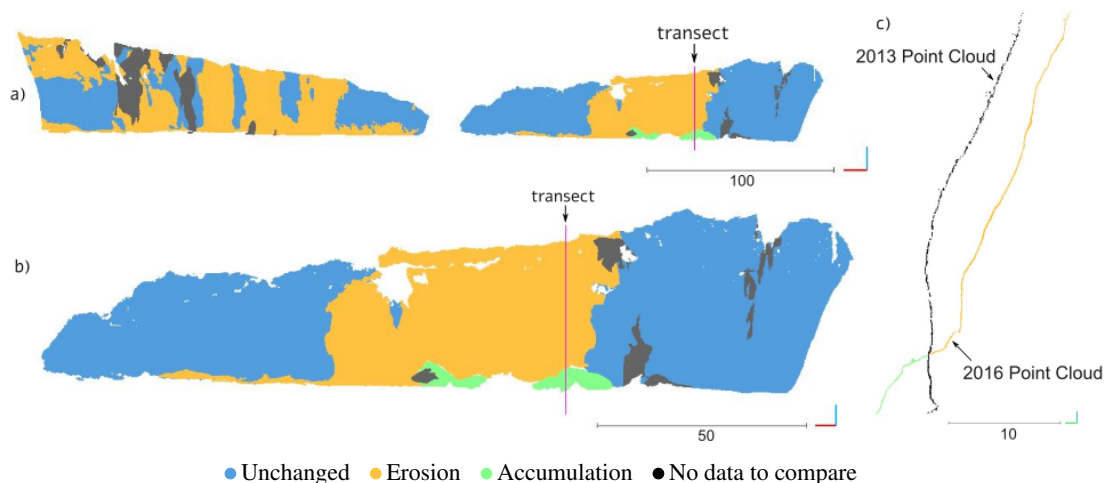 c)
transect
2013 Point Cloud
a)
100
transect
b)
2016 Point Cloud
50
10
Unchanged Erosion Accumulation No data to compare